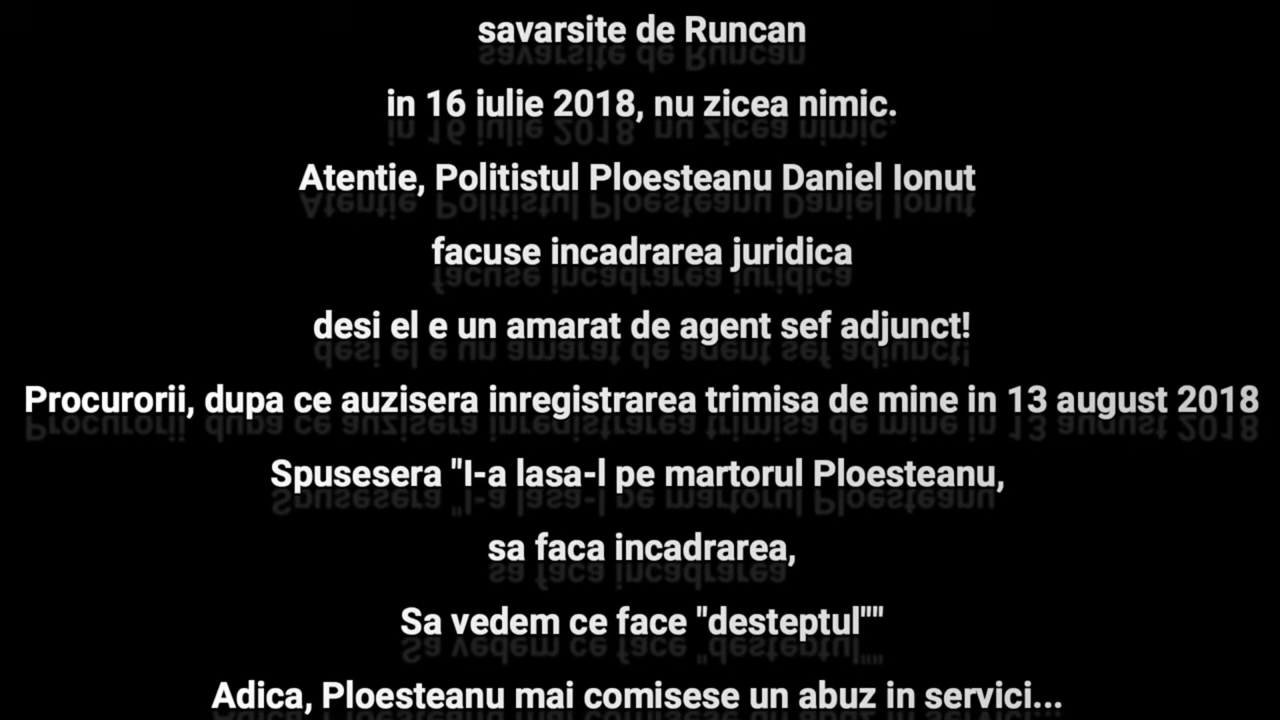 savarsite de Runcan
in 16 iulie 2018, nu zicea nimic.
Atentie, Politistul Ploesteanu Daniel Ionut
facuse incadrarea juridica
desi el e un amarat de agent sef adjunct!
Procurorii, dupa ce auzisera inregistrarea trimisa de mine in 13 august 2018
Spusesera "I-a lasa-l pe martorul Ploesteanu,
sa faca incadrarea,
Sa vedem ce face "desteptul""
Adica, Ploesteanu mai comisese un abuz in servici...